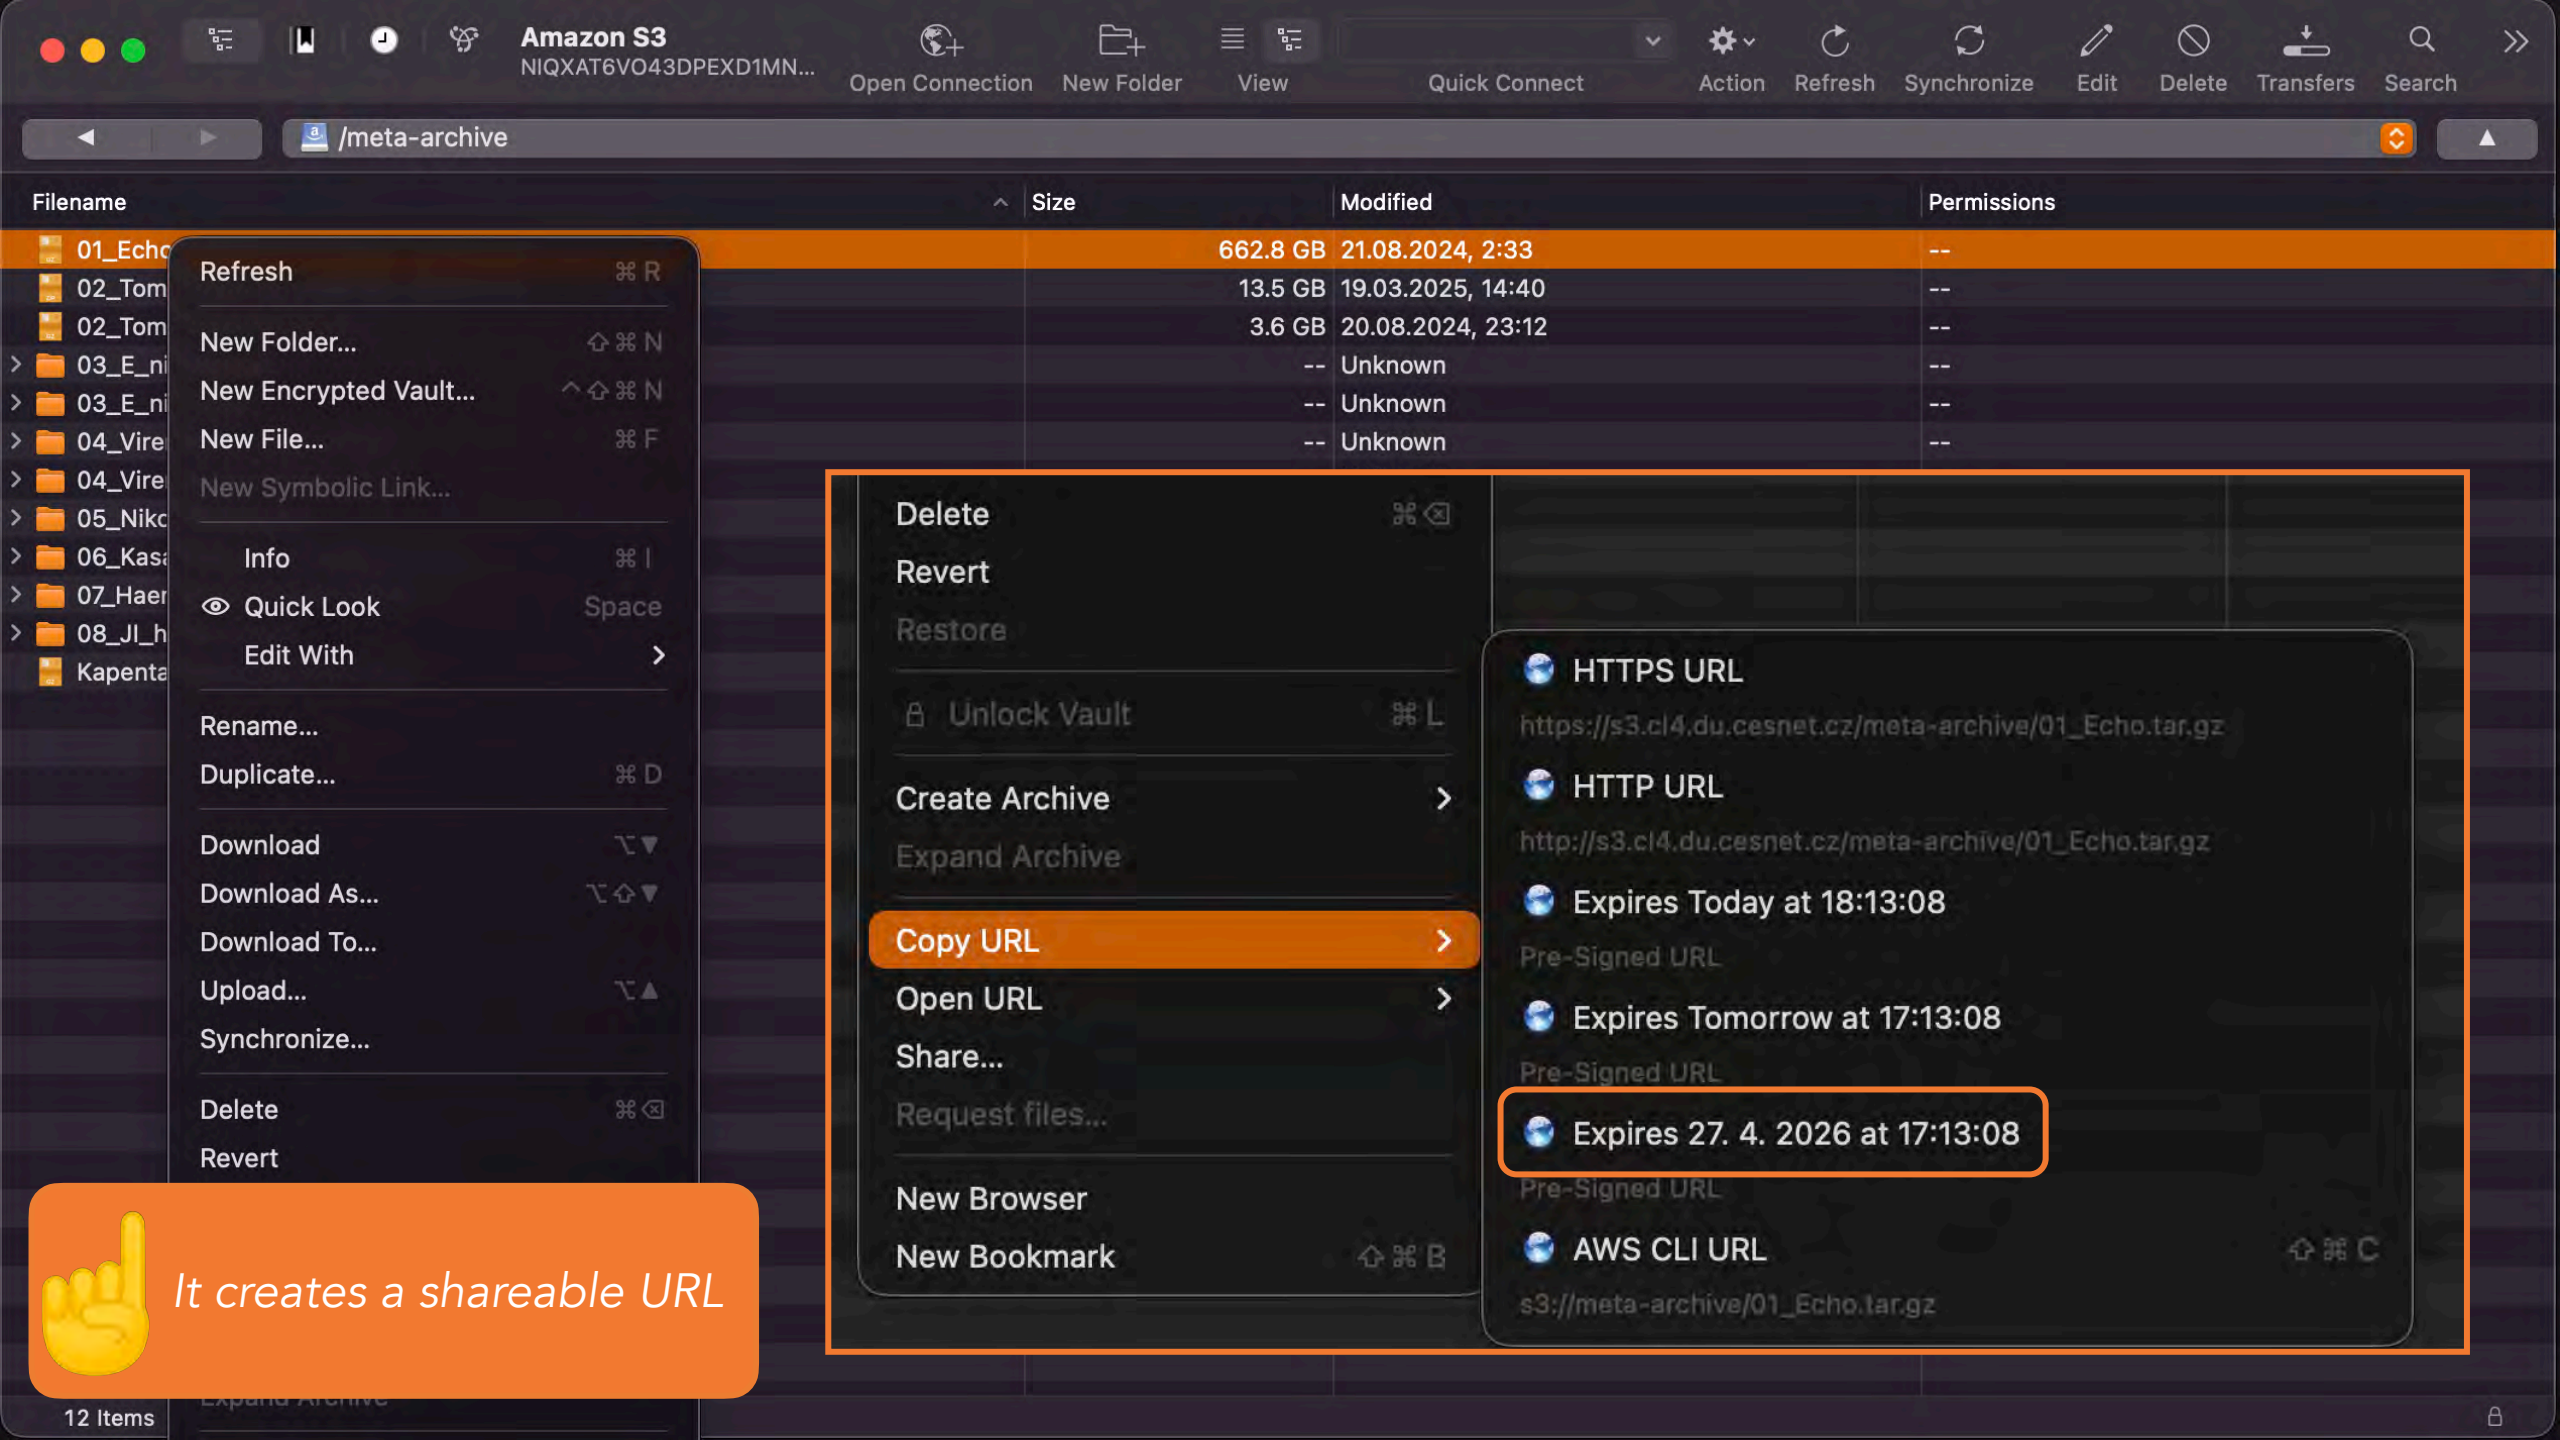 Amazon S3
NIQXAT6VO43DPEXD1MN...
Open Connection
New Folder
View
Quick Connect
Action
Refresh
Synchronize
Edit
Delete
Transfers
Search
/meta-archive
Filename Size Modified Permissions
01_Echo 662.8 GB 21.08.2024, 2:33 --
02_Tom 13.5 GB 19.03.2025, 14:40 --
02_Tom 3.6 GB 20.08.2024, 23:12 --
03_E_ni -- Unknown --
03_E_ni -- Unknown --
04_Vire -- Unknown --
04_Vire
05_Niko
06_Kasa
07_Haer
08_JI_h
Kapenta
12 Items
Refresh ⌘ R
New Folder... ⇧ ⌘ N
New Encrypted Vault... ^ ⇧ ⌘ N
New File... ⌘ F
New Symbolic Link...
Info ⌘ I
Quick Look Space
Edit With
Rename...
Duplicate... ⌘ D
Download ⌥ ▼
Download As... ⌥ ⇧ ▼
Download To...
Upload... ⌥ ▲
Synchronize...
Delete ⌘ ⌫
Revert
Expand Archive
It creates a shareable URL
Delete ⌘ ⌫
Revert
Restore
Unlock Vault ⌘ L
Create Archive
Expand Archive
Copy URL
Open URL
Share...
Request files...
New Browser
New Bookmark ⇧ ⌘ B
HTTPS URL
https://s3.cl4.du.cesnet.cz/meta-archive/01_Echo.tar.gz
HTTP URL
http://s3.cl4.du.cesnet.cz/meta-archive/01_Echo.tar.gz
Expires Today at 18:13:08
Pre-Signed URL
Expires Tomorrow at 17:13:08
Pre-Signed URL
Expires 27. 4. 2026 at 17:13:08
Pre-Signed URL
AWS CLI URL ⇧ ⌘ C
s3://meta-archive/01_Echo.tar.gz